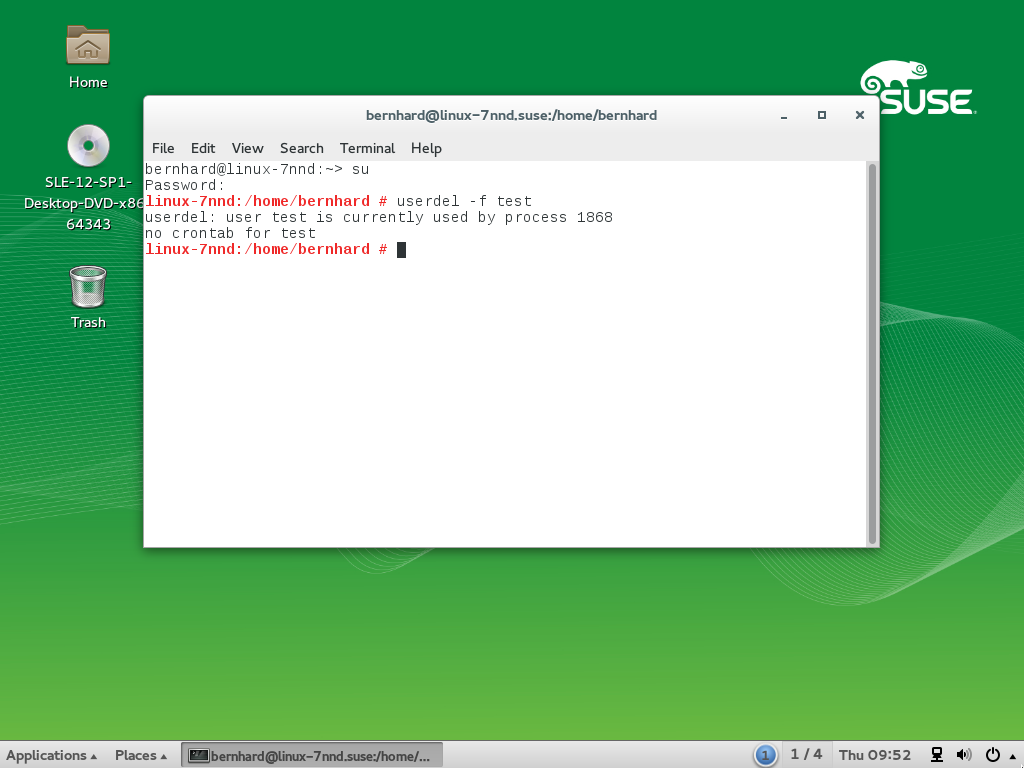 Home
SUSE
SLE-12-SP1-
Desktop-DVD-x86
64343
Trash
bernhard@linux-7nnd.suse:/home/bernhard
File Edit View Search Terminal Help
bernhard@linux-7nnd:~> su
Password:
linux-7nnd:/home/bernhard # userdel -f test
userdel: user test is currently used by process 1868
no crontab for test
linux-7nnd:/home/bernhard #
Applications Places bernhard@linux-7nnd.suse:/home/... 1 1 / 4 Thu 09:52